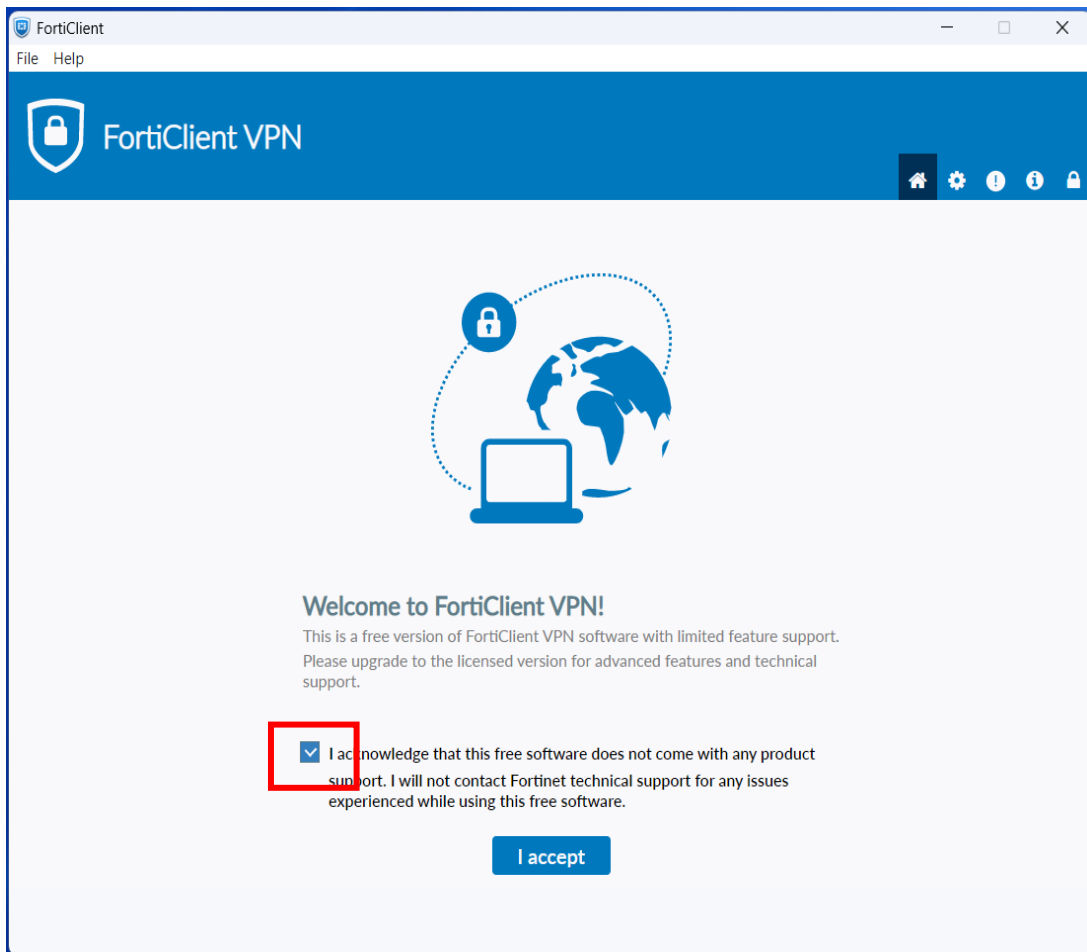 FortiClient
File Help
FortiClient VPN
Welcome to FortiClient VPN!
This is a free version of FortiClient VPN software with limited feature support.
Please upgrade to the licensed version for advanced features and technical
support.
I acknowledge that this free software does not come with any product
support. I will not contact Fortinet technical support for any issues
experienced while using this free software.
I accept